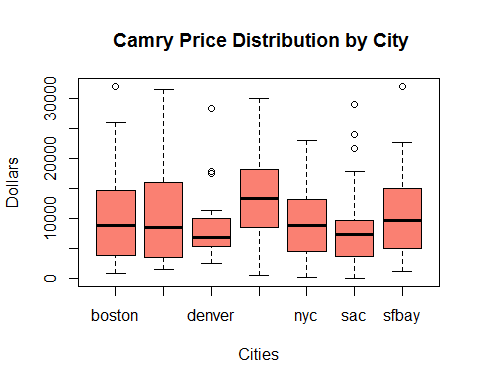 Camry Price Distribution by City
Dollars
30000
20000
10000
0
boston denver nyc sac sfbay
Cities